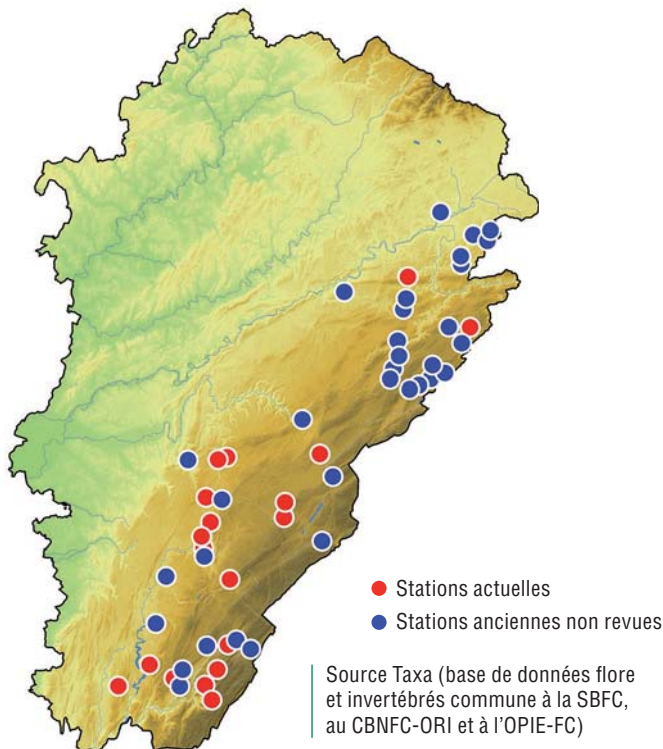 Stations actuelles
Stations anciennes non revues
Source Taxa (base de données flore
et invertébrés commune à la SBFC,
au CBNFC-ORI et à l'OPIE-FC)